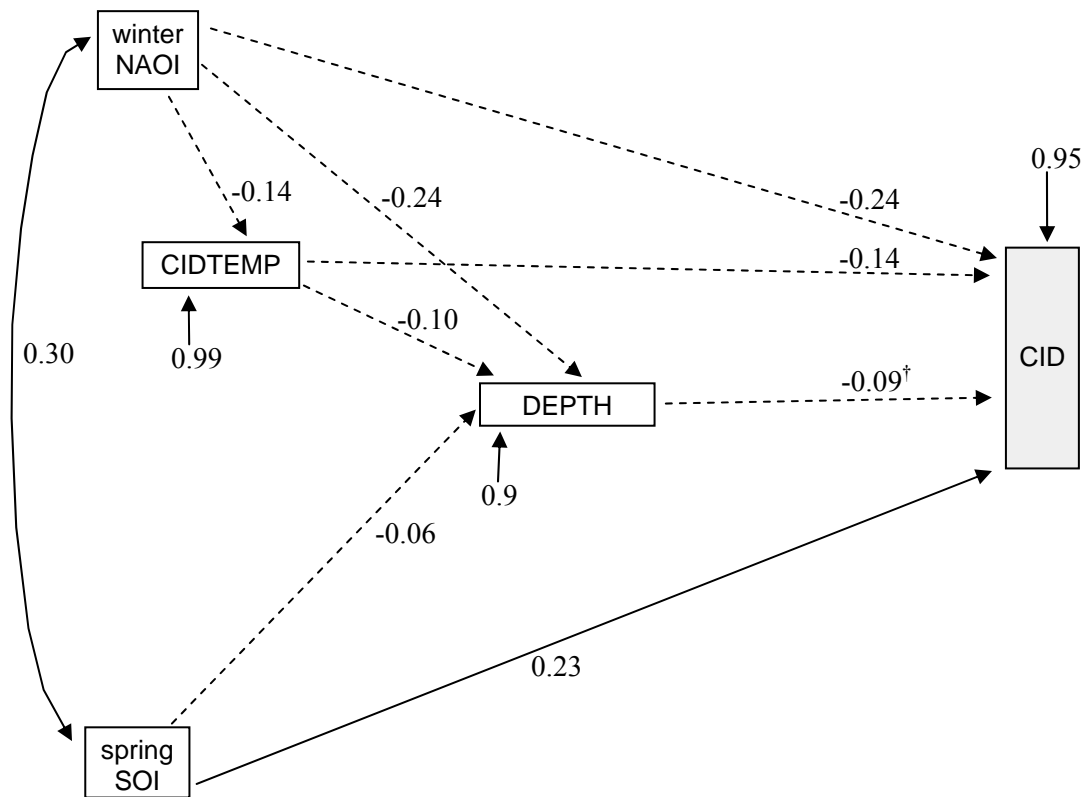 winter
NAOI
0.95
-0.14
-0.24
-0.24
CIDTEMP
-0.14
-0.10
0.99
0.30
CID
-0.09†
DEPTH
0.9
-0.06
0.23
spring
SOI